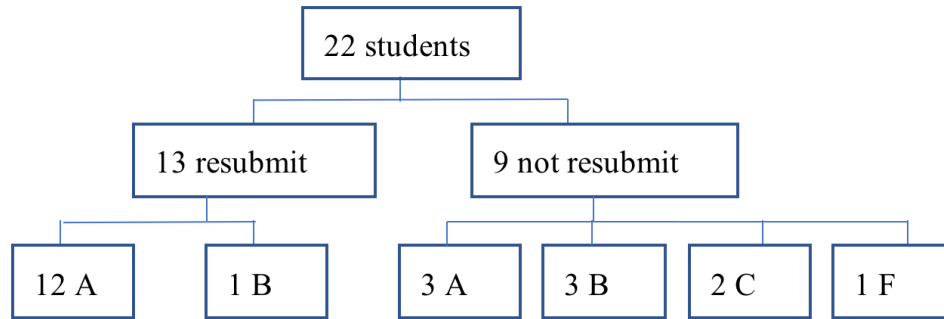 22 students
13 resubmit
9 not resubmit
12 A
1 B
3 A
3 B
2 C
1 F